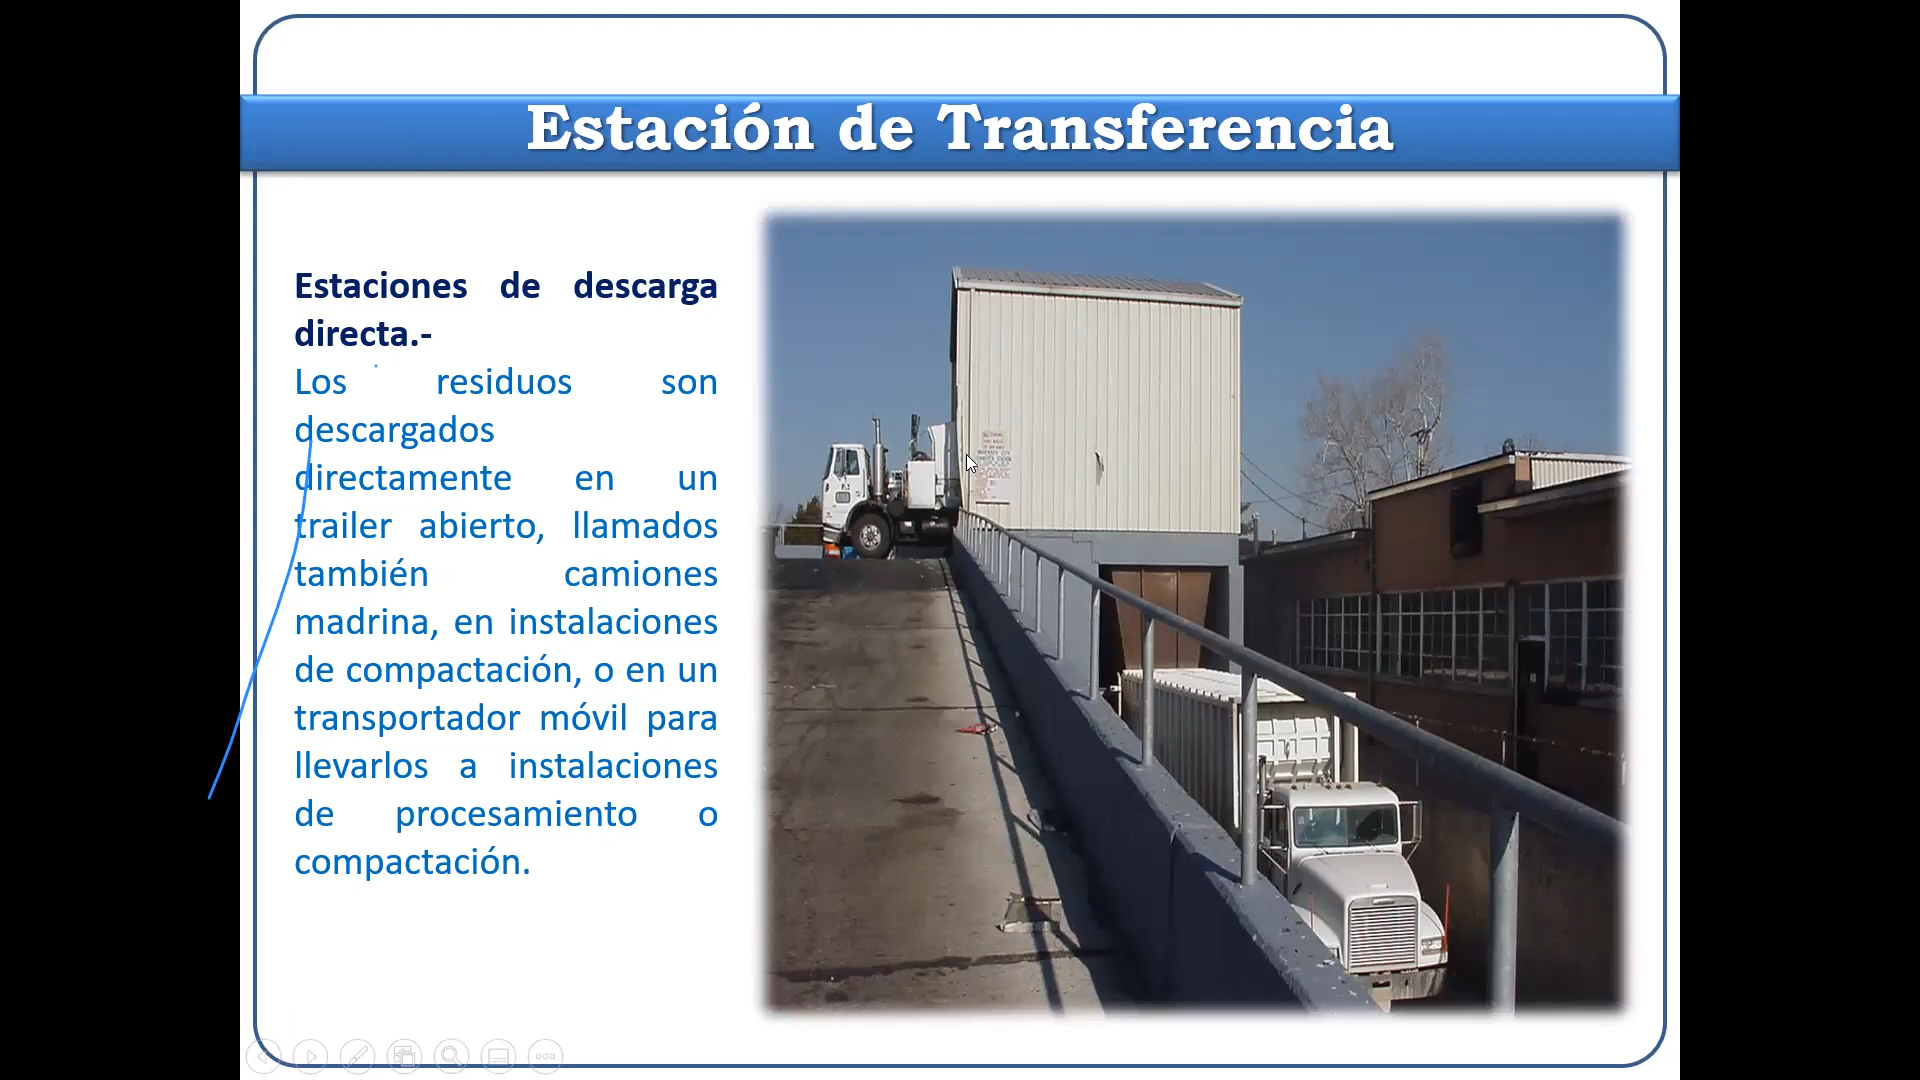 Estación de Transferencia
Estaciones de descarga
directa.-
Los residuos son
descargados
directamente en un
trailer abierto, llamados
también camiones
madrina, en instalaciones
de compactación, o en un
transportador móvil para
llevarlos a instalaciones
de procesamiento o
compactación.